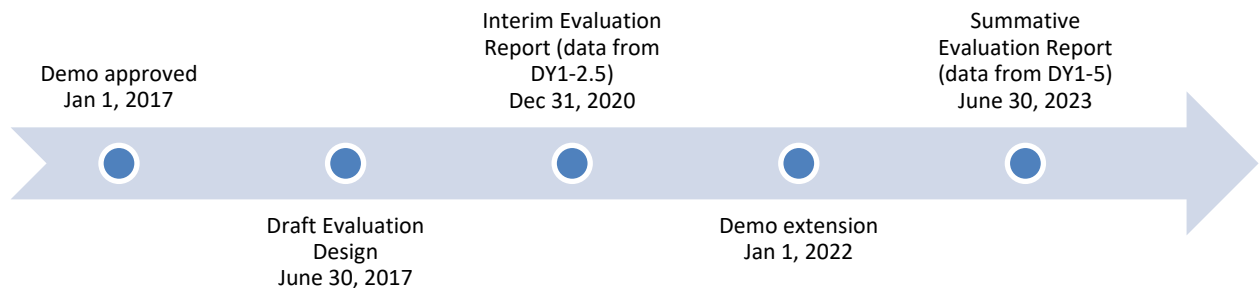 Demo approved
Jan 1, 2017
Draft Evaluation
Design
June 30, 2017
Interim Evaluation
Report (data from
DY1-2.5)
Dec 31, 2020
Demo extension
Jan 1, 2022
Summative
Evaluation Report
(data from DY1-5)
June 30, 2023